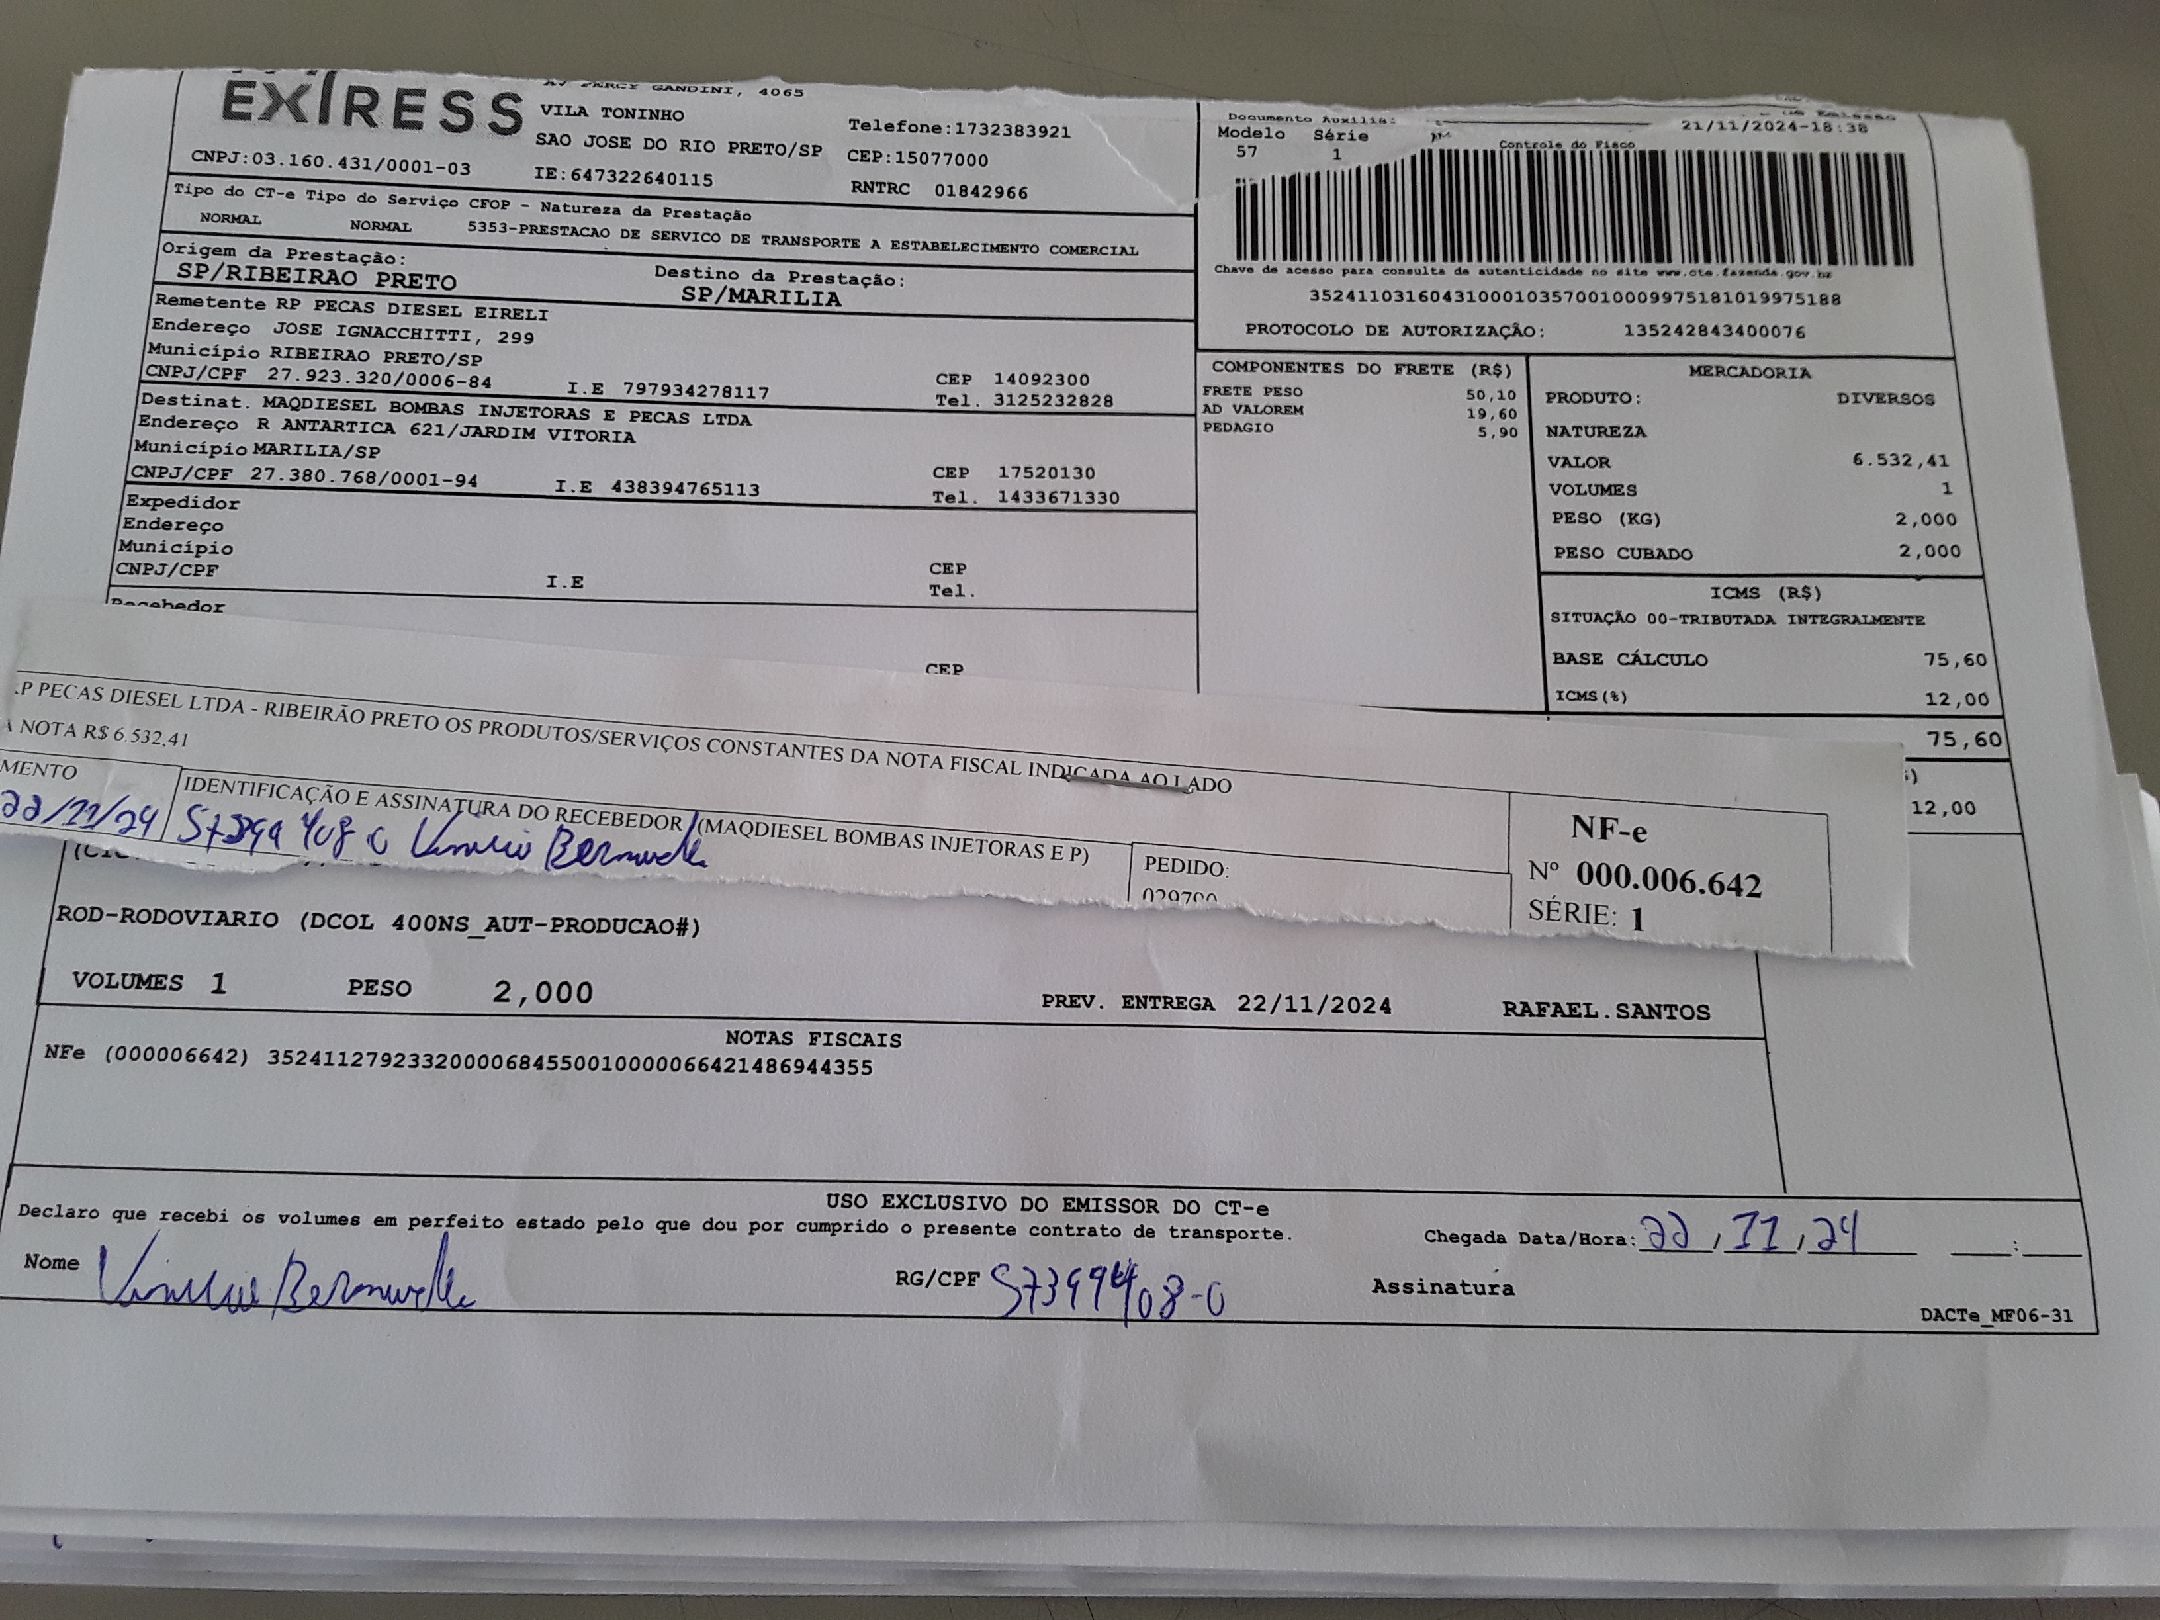 EXPRESS
GANDINI, 4065
VILA TONINHO
SAO JOSE DO RIO PRETO/SP
Telefone:1732383921
CEP:15077000
CNPJ:03.160.431/0001-03
IE:647322640115
RNTRC 01842966
Tipo do CT-e Tipo do Serviço CFOP - Natureza da Prestação
NORMAL NORMAL 5353-PRESTACAO DE SERVICO DE TRANSPORTE A ESTABELECIMENTO COMERCIAL
Origem da Prestação:
SP/RIBEIRAO PRETO
Destino da Prestação:
SP/MARILIA
Remetente RP PECAS DIESEL EIRELI
Endereço JOSE IGNACCHITTI, 299
Município RIBEIRAO PRETO/SP
CEP 14092300
CNPJ/CPF 27.923.320/0006-84 I.E 797934278117 Tel. 3125232828
Destinat. MAQDIESEL BOMBAS INJETORAS E PECAS LTDA
Endereço R ANTARTICA 621/JARDIM VITORIA
Município MARILIA/SP
CEP 17520130
CNPJ/CPF 27.380.768/0001-94 I.E 438394765113 Tel. 1433671330
Expedidor
Endereço
Município
CEP
CNPJ/CPF I.E Tel.
Recebedor
CEP
Documento
21/11/2024-18:38
Modelo Série
57 1
Controle do Fisco
Chave de acesso para consulta de autenticidade no site www.cte.fazenda.gov.br
35241103160431000103570010009975181019975188
PROTOCOLO DE AUTORIZAÇÃO: 135242843400076
COMPONENTES DO FRETE (R$)
FRETE PESO 50,10
AD VALOREM 19,60
PEDAGIO 5,90
MERCADORIA
PRODUTO: DIVERSOS
NATUREZA
VALOR 6.532,41
VOLUMES 1
PESO (KG) 2,000
PESO CUBADO 2,000
ICMS (R$)
SITUAÇÃO 00-TRIBUTADA INTEGRALMENTE
BASE CÁLCULO 75,60
ICMS(%) 12,00
75,60
12,00
P PECAS DIESEL LTDA - RIBEIRÃO PRETO OS PRODUTOS/SERVIÇOS CONSTANTES DA NOTA FISCAL INDICADA AO LADO
A NOTA R$ 6.532,41
MENTO
IDENTIFICAÇÃO E ASSINATURA DO RECEBEDOR (MAQDIESEL BOMBAS INJETORAS E P)
22/11/24
PEDIDO:
NF-e
Nº 000.006.642
SÉRIE: 1
ROD-RODOVIARIO (DCOL 400NS_AUT-PRODUCAO#)
VOLUMES 1 PESO 2,000 PREV. ENTREGA 22/11/2024 RAFAEL.SANTOS
NOTAS FISCAIS
NFe (000006642) 35241127923320000684550010000066421486944355
USO EXCLUSIVO DO EMISSOR DO CT-e
Declaro que recebi os volumes em perfeito estado pelo que dou por cumprido o presente contrato de transporte.
Chegada Data/Hora: 22, 11, 24 :
Nome
RG/CPF
Assinatura
DACTe_MF06-31